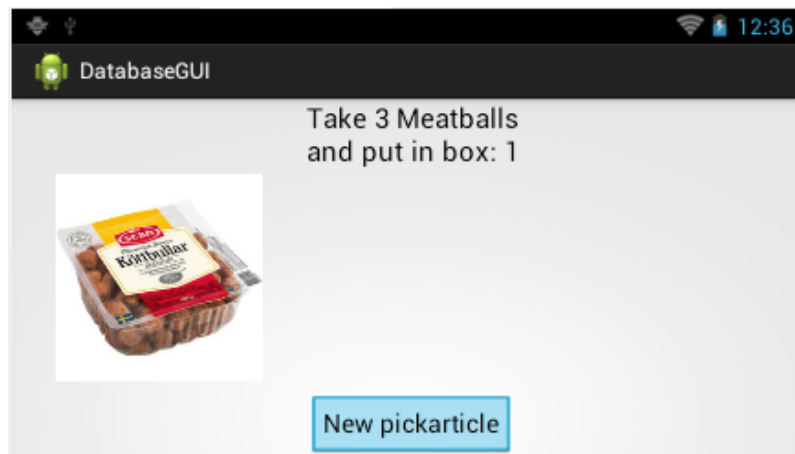 12:36
DatabaseGUI
Take 3 Meatballs
and put in box: 1
Scan
Köttbullar
New pickarticle